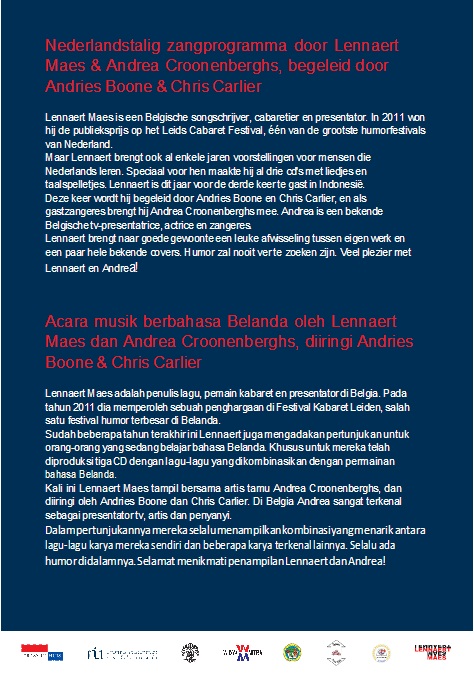 Nederlandstalig zangprogramma door Lennaert
Maes & Andrea Croonenberghs, begeleid door
Andries Boone & Chris Carlier
Lennaert Maes is een Belgische songschrijver, cabaretier en presentator. In 2011 won
hij de publieksprijs op het Leids Cabaret Festival, één van de grootste humorfestivals
van Nederland.
Maar Lennaert brengt ook al enkele jaren voorstellingen voor mensen die
Nederlands leren. Speciaal voor hen maakte hij al drie cd's met liedjes en
taalspelletjes. Lennaert is dit jaar voor de derde keer te gast in Indonesië.
Deze keer wordt hij begeleid door Andries Boone en Chris Carlier, en als
gastzangeres brengt hij Andrea Croonenberghs mee. Andrea is een bekende
Belgische tv-presentatrice, actrice en zangeres.
Lennaert brengt naar goede gewoonte een leuke afwisseling tussen eigen werk en
een paar hele bekende covers. Humor zal nooit ver te zoeken zijn. Veel plezier met
Lennaert en Andrea!
Acara musik berbahasa Belanda oleh Lennaert
Maes dan Andrea Croonenberghs, diiringi Andries
Boone & Chris Carlier
Lennaert Maes adalah penulis lagu, pemain kabaret en presentator di Belgia. Pada
tahun 2011 dia memperoleh sebuah penghargaan di Festival Kabaret Leiden, salah
satu festival humor terbesar di Belanda.
Sudah beberapa tahun terakhir ini Lennaert juga mengadakan pertunjukan untuk
orang-orang yang sedang belajar bahasa Belanda. Khusus untuk mereka telah
diproduksi tiga CD dengan lagu-lagu yang dikombinasikan dengan permainan
bahasa Belanda.
Kali ini Lennaert Maes tampil bersama artis tamu Andrea Croonenberghs, dan
diiringi oleh Andries Boone dan Chris Carlier. Di Belgia Andrea sangat terkenal
sebagai presentator tv, artis dan penyanyi.
Dalam pertunjukannya mereka selalu menampilkan kombinasi yang menarik antara
lagu-lagu karya mereka sendiri dan beberapa karya terkenal lainnya. Selalu ada
humor didalamnya. Selamat menikmati penampilan Lennaert dan Andrea!
LENNAERT
MAES